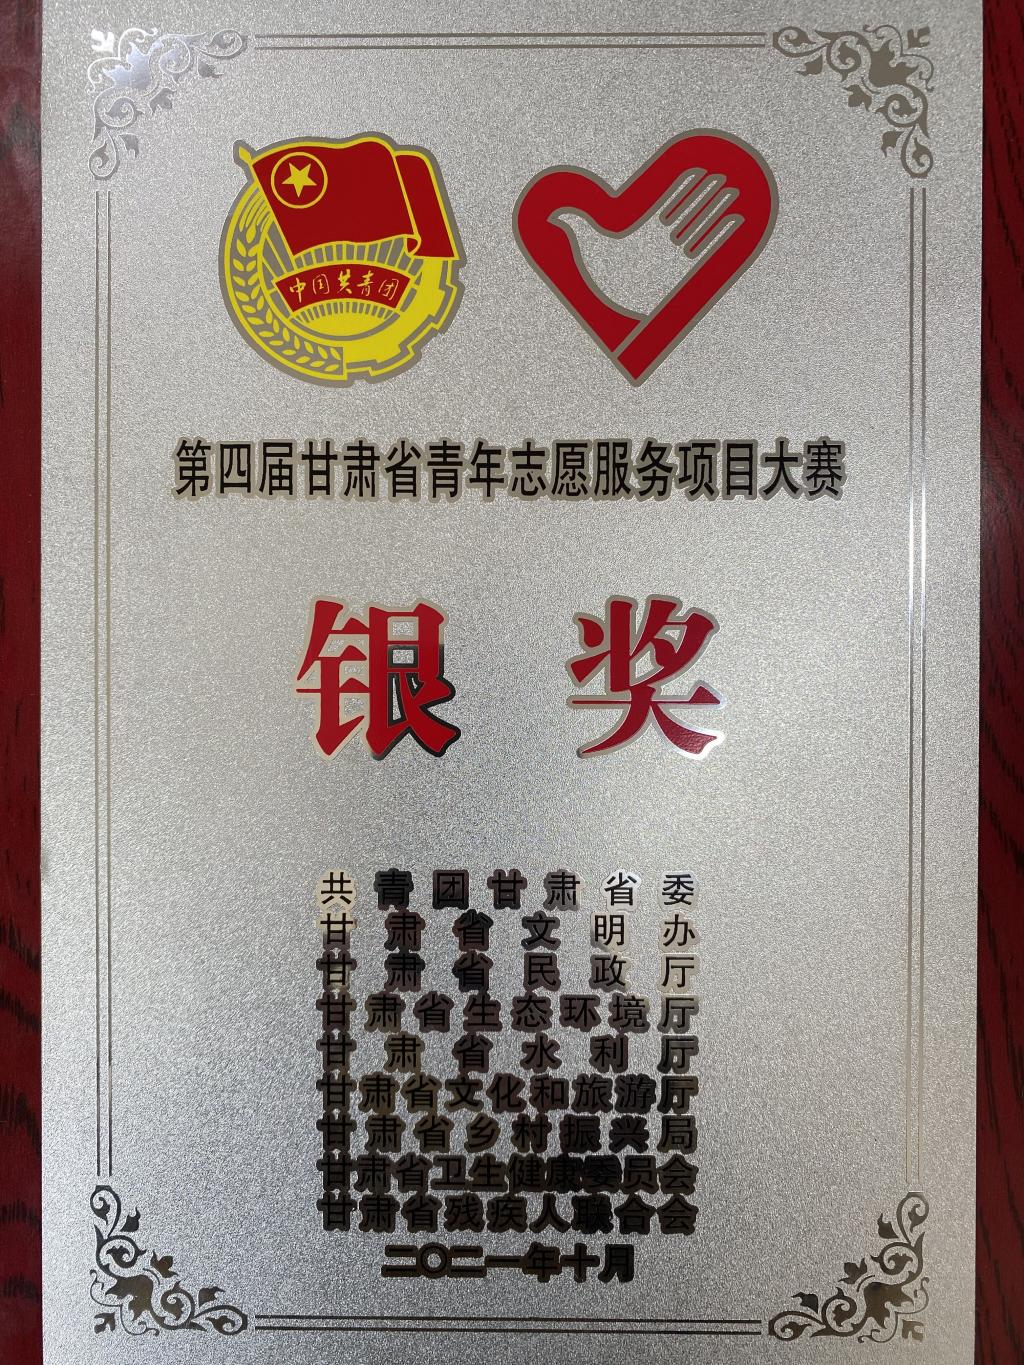 中国共青团
第四届甘肃省青年志愿服务项目大赛
银奖
共青团甘肃省委
甘肃省文明办
甘肃省民政厅
甘肃省生态环境厅
甘肃省水利厅
甘肃省文化和旅游厅
甘肃省乡村振兴局
甘肃省卫生健康委员会
甘肃省残疾人联合会
二〇二一年十月